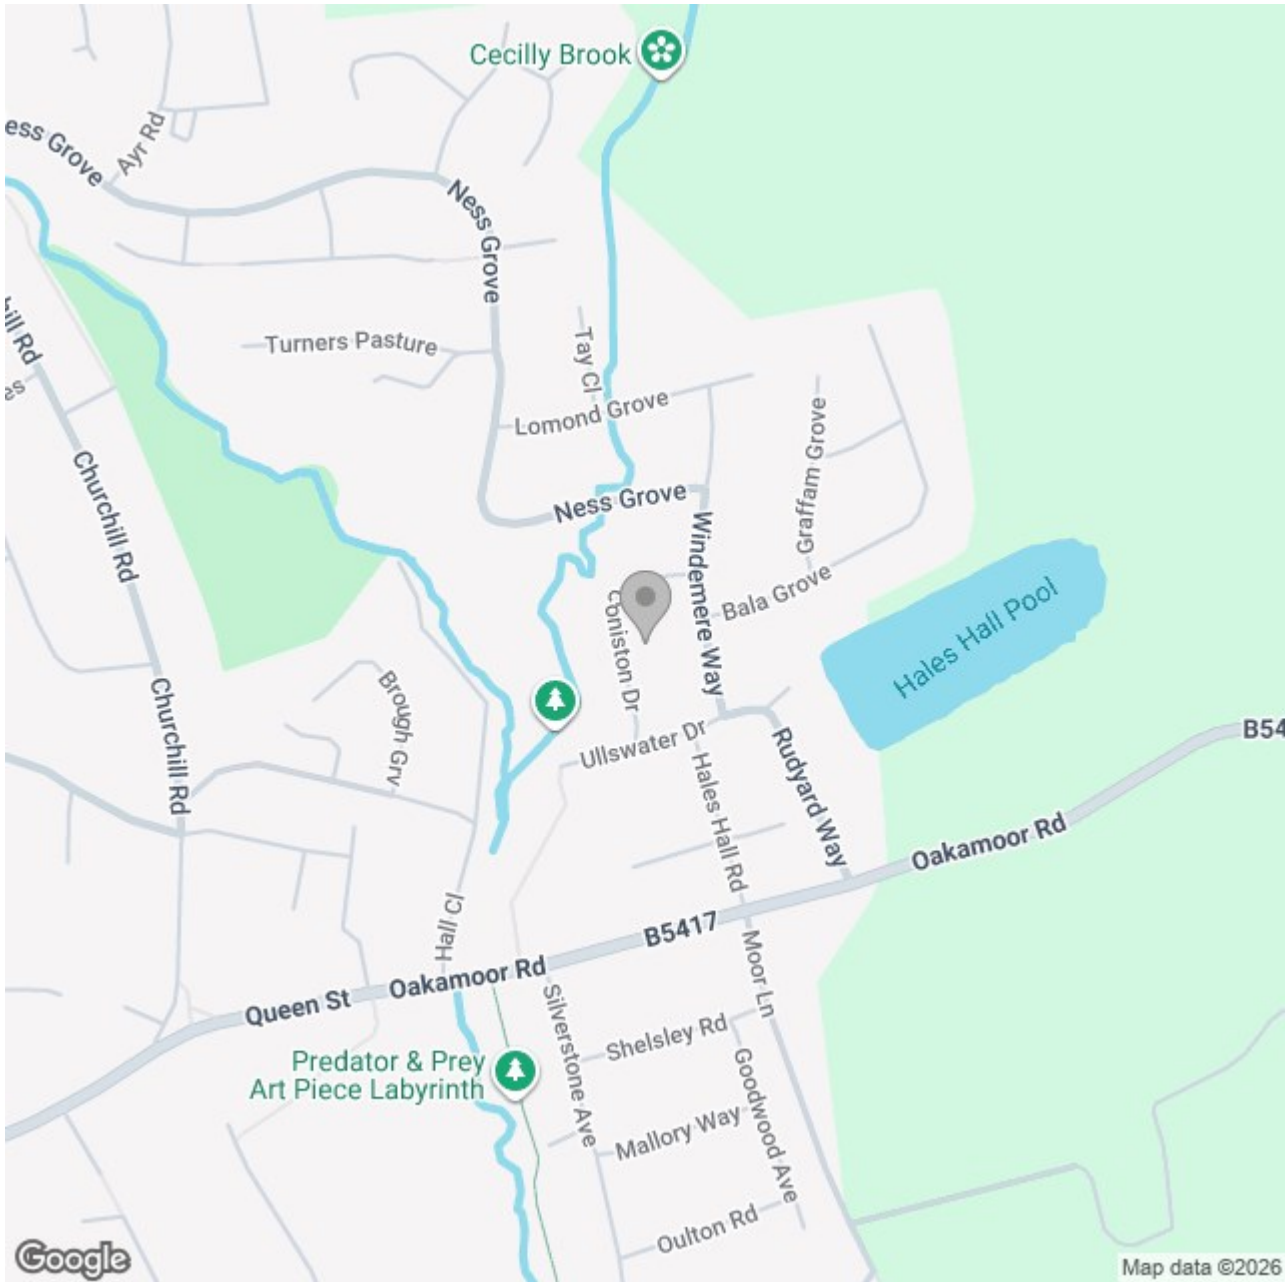 Cecilly Brook
Ayr Rd
ess Grove
Ness Grove
Turners Pasture
Tay Cl
hill Rd
es
Lomond Grove
Graffam Grove
Churchill Rd
Ness Grove
Windemere Way
Bala Grove
Coniston Dr
Hales Hall Pool
Brough Grv
Churchill Rd
Ullswater Dr
B54
Rudyard Way
Hales Hall Rd
Oakamoor Rd
Hall Cl
B5417
Moor Ln
Oakamoor Rd
Queen St
Silverstone Ave
Shelsley Rd
Predator & Prey
Art Piece Labyrinth
Goodwood Ave
Mallory Way
Oulton Rd
Google
Map data ©2026